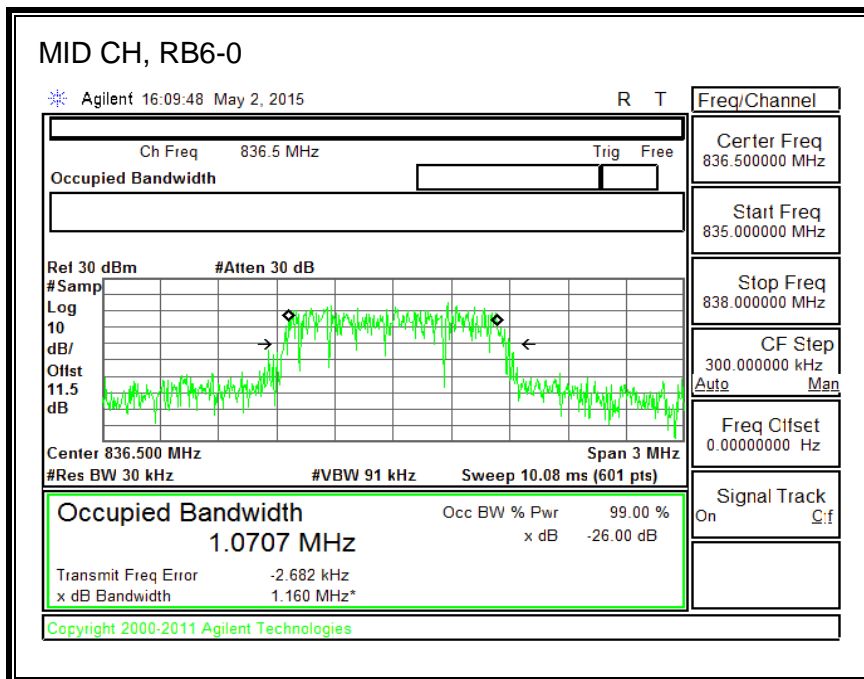 MID CH, RB6-0
Agilent 16:09:48 May 2, 2015 R T
Freq/Channel
Ch Freq 836.5 MHz Trig Free
Occupied Bandwidth
Center Freq
836.500000 MHz
Start Freq
835.000000 MHz
Stop Freq
838.000000 MHz
CF Step
300.000000 kHz
Auto Man
Freq Offset
0.00000000 Hz
Signal Track
On Off
Ref 30 dBm #Atten 30 dB
#Samp
Log
10
dB/
Offst
11.5
dB
Center 836.500 MHz Span 3 MHz
#Res BW 30 kHz #VBW 91 kHz Sweep 10.08 ms (601 pts)
Occupied Bandwidth
1.0707 MHz
Occ BW % Pwr 99.00 %
x dB -26.00 dB
Transmit Freq Error -2.682 kHz
x dB Bandwidth 1.160 MHz*
Copyright 2000-2011 Agilent Technologies